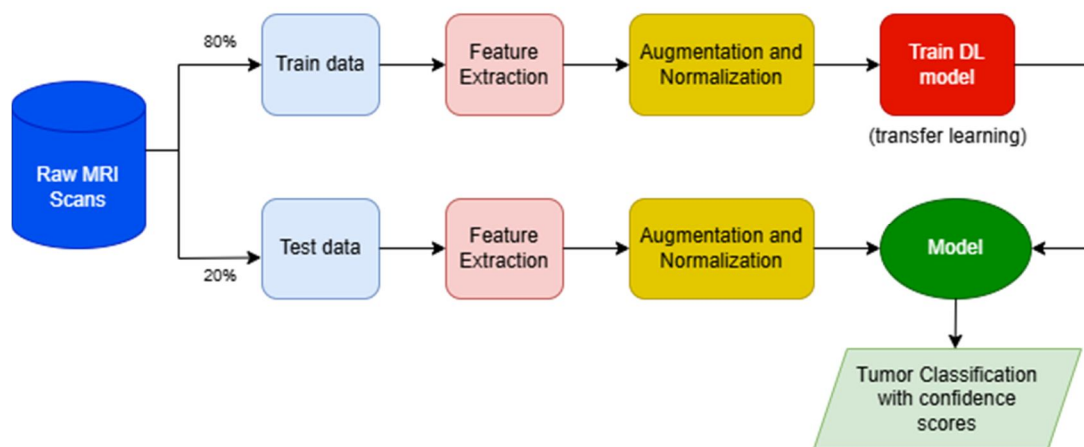 80%
Train data
Feature
Extraction
Augmentation and
Normalization
Train DL
model
(transfer learning)
Raw MRI
Scans
20%
Test data
Feature
Extraction
Augmentation and
Normalization
Model
Tumor Classification
with confidence
scores